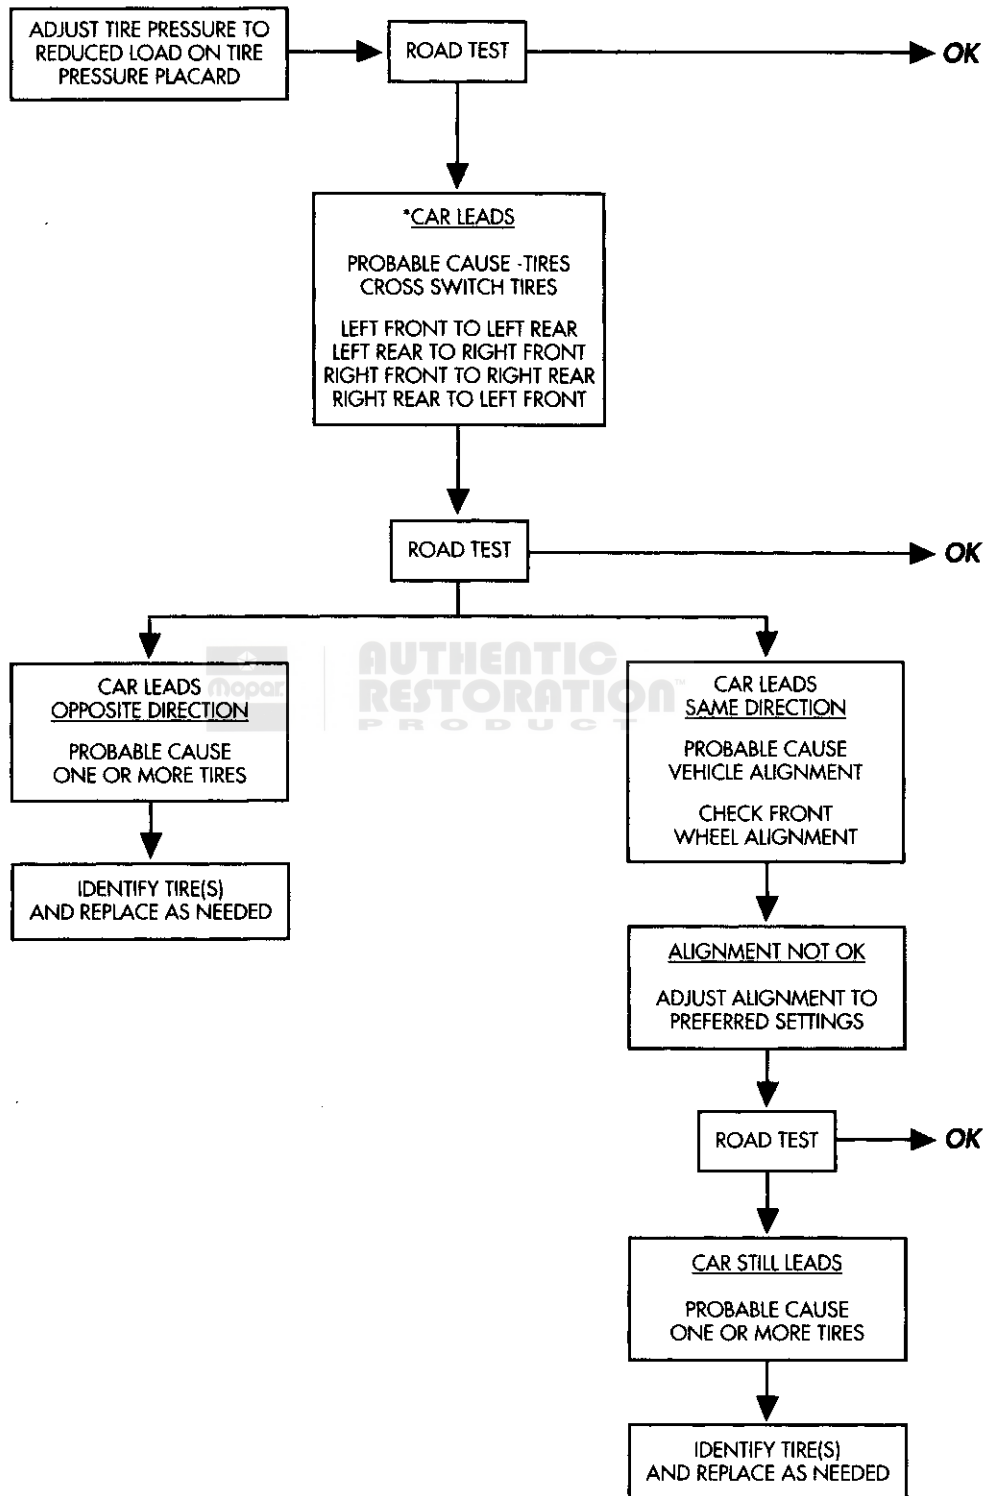 ADJUST TIRE PRESSURE TO
REDUCED LOAD ON TIRE
PRESSURE PLACARD
ROAD TEST
OK
*CAR LEADS
PROBABLE CAUSE -TIRES
CROSS SWITCH TIRES
LEFT FRONT TO LEFT REAR
LEFT REAR TO RIGHT FRONT
RIGHT FRONT TO RIGHT REAR
RIGHT REAR TO LEFT FRONT
ROAD TEST
OK
Mopar
AUTHENTIC
RESTORATION™
PRODUCT
CAR LEADS
OPPOSITE DIRECTION
PROBABLE CAUSE
ONE OR MORE TIRES
IDENTIFY TIRE(S)
AND REPLACE AS NEEDED
CAR LEADS
SAME DIRECTION
PROBABLE CAUSE
VEHICLE ALIGNMENT
CHECK FRONT
WHEEL ALIGNMENT
ALIGNMENT NOT OK
ADJUST ALIGNMENT TO
PREFERRED SETTINGS
ROAD TEST
OK
CAR STILL LEADS
PROBABLE CAUSE
ONE OR MORE TIRES
IDENTIFY TIRE(S)
AND REPLACE AS NEEDED